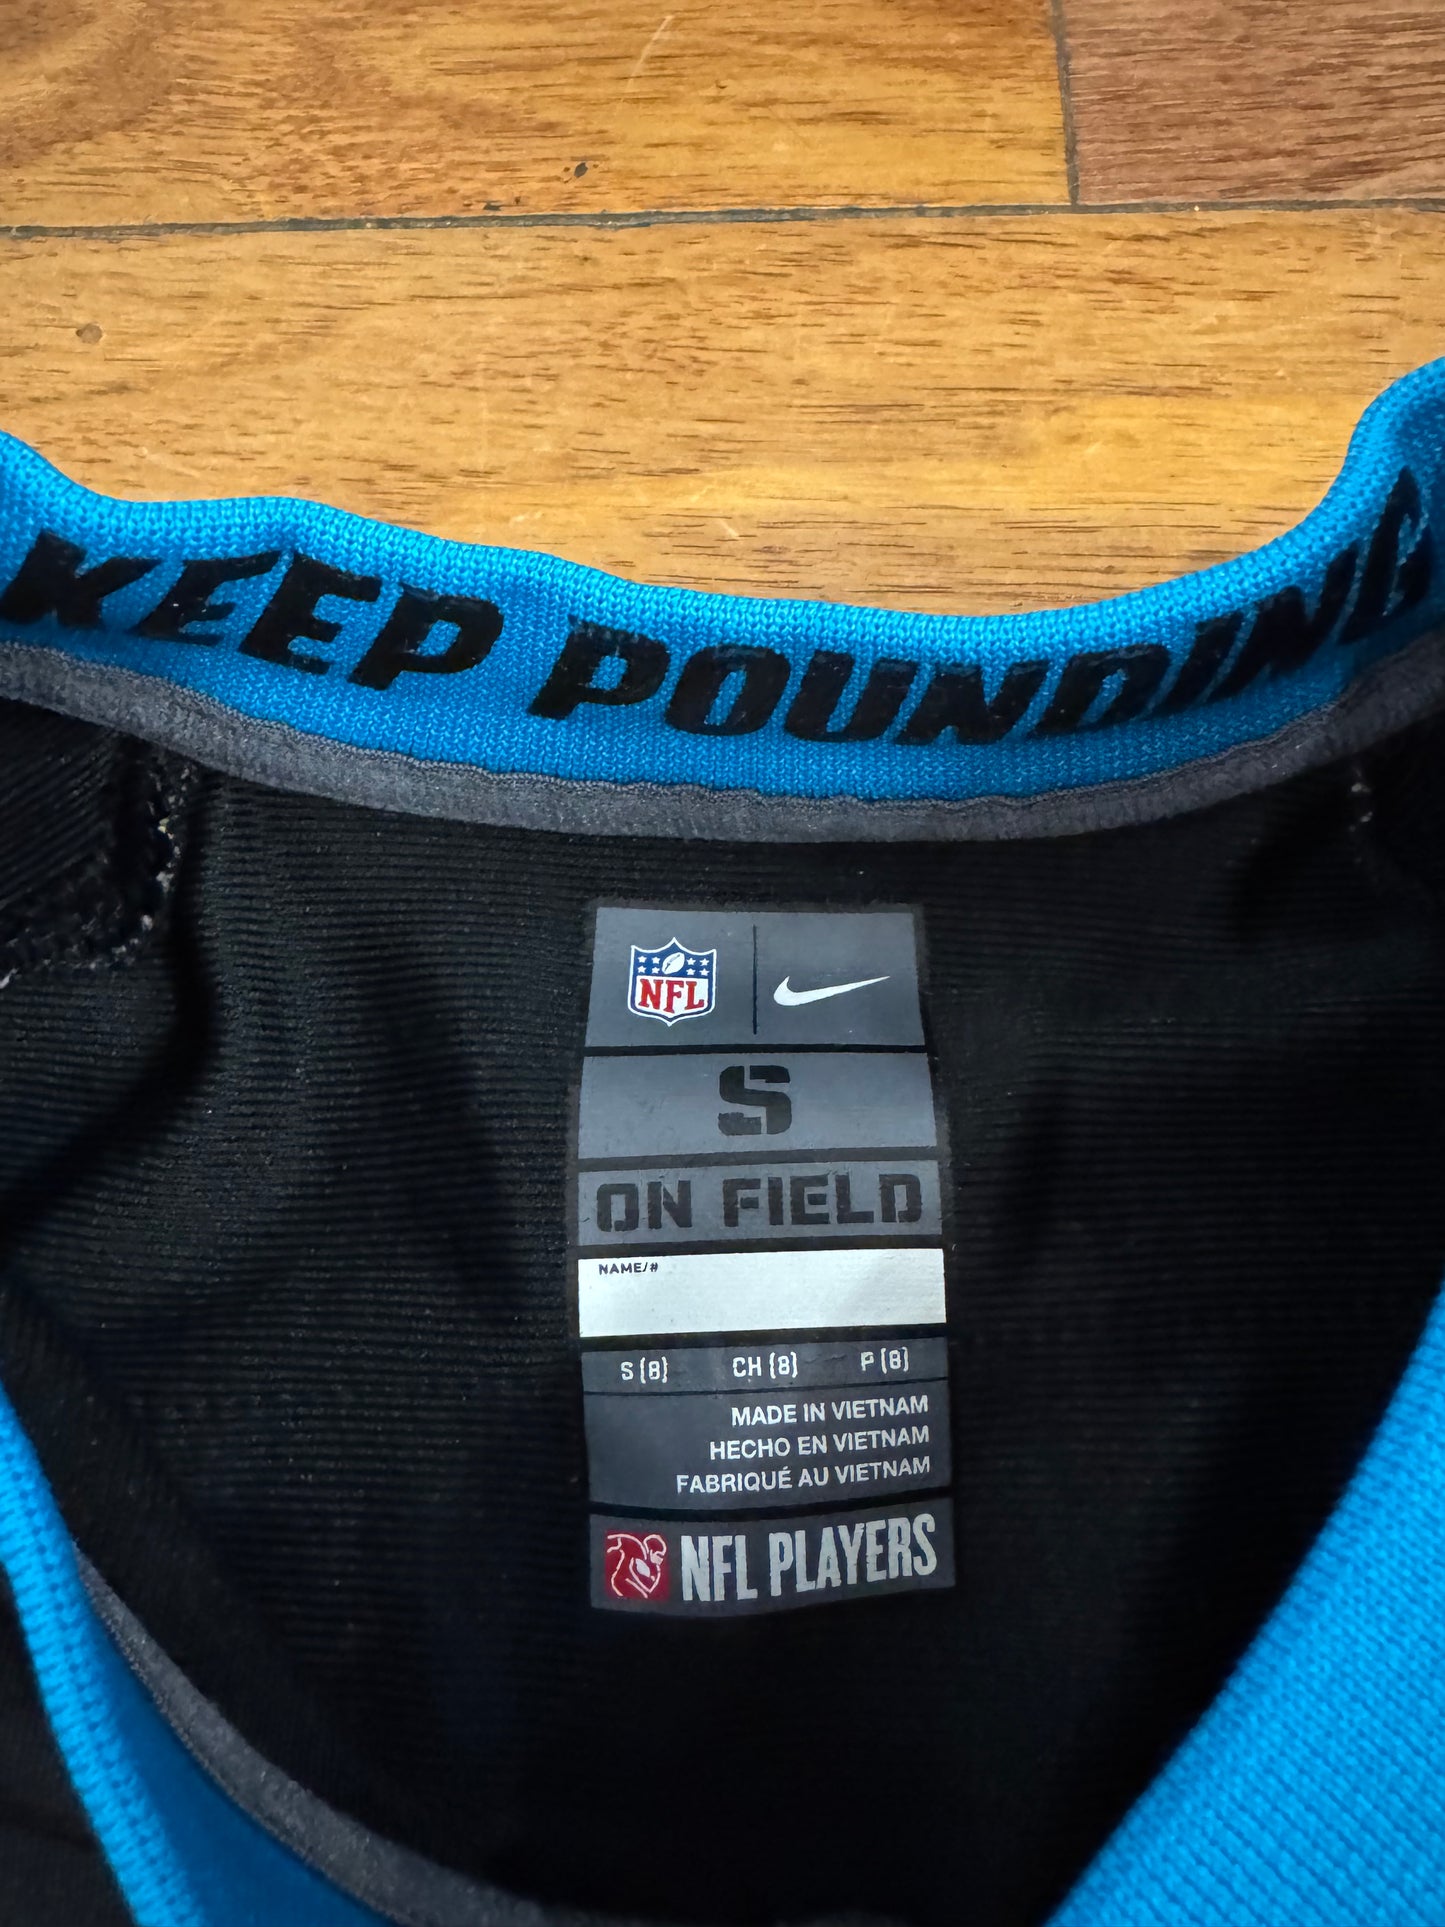 KEEP POUNDING
NFL
S
ON FIELD
NAME/#
S (8) CH (8) P (8)
MADE IN VIETNAM
HECHO EN VIETNAM
FABRIQUÉ AU VIETNAM
NFL PLAYERS